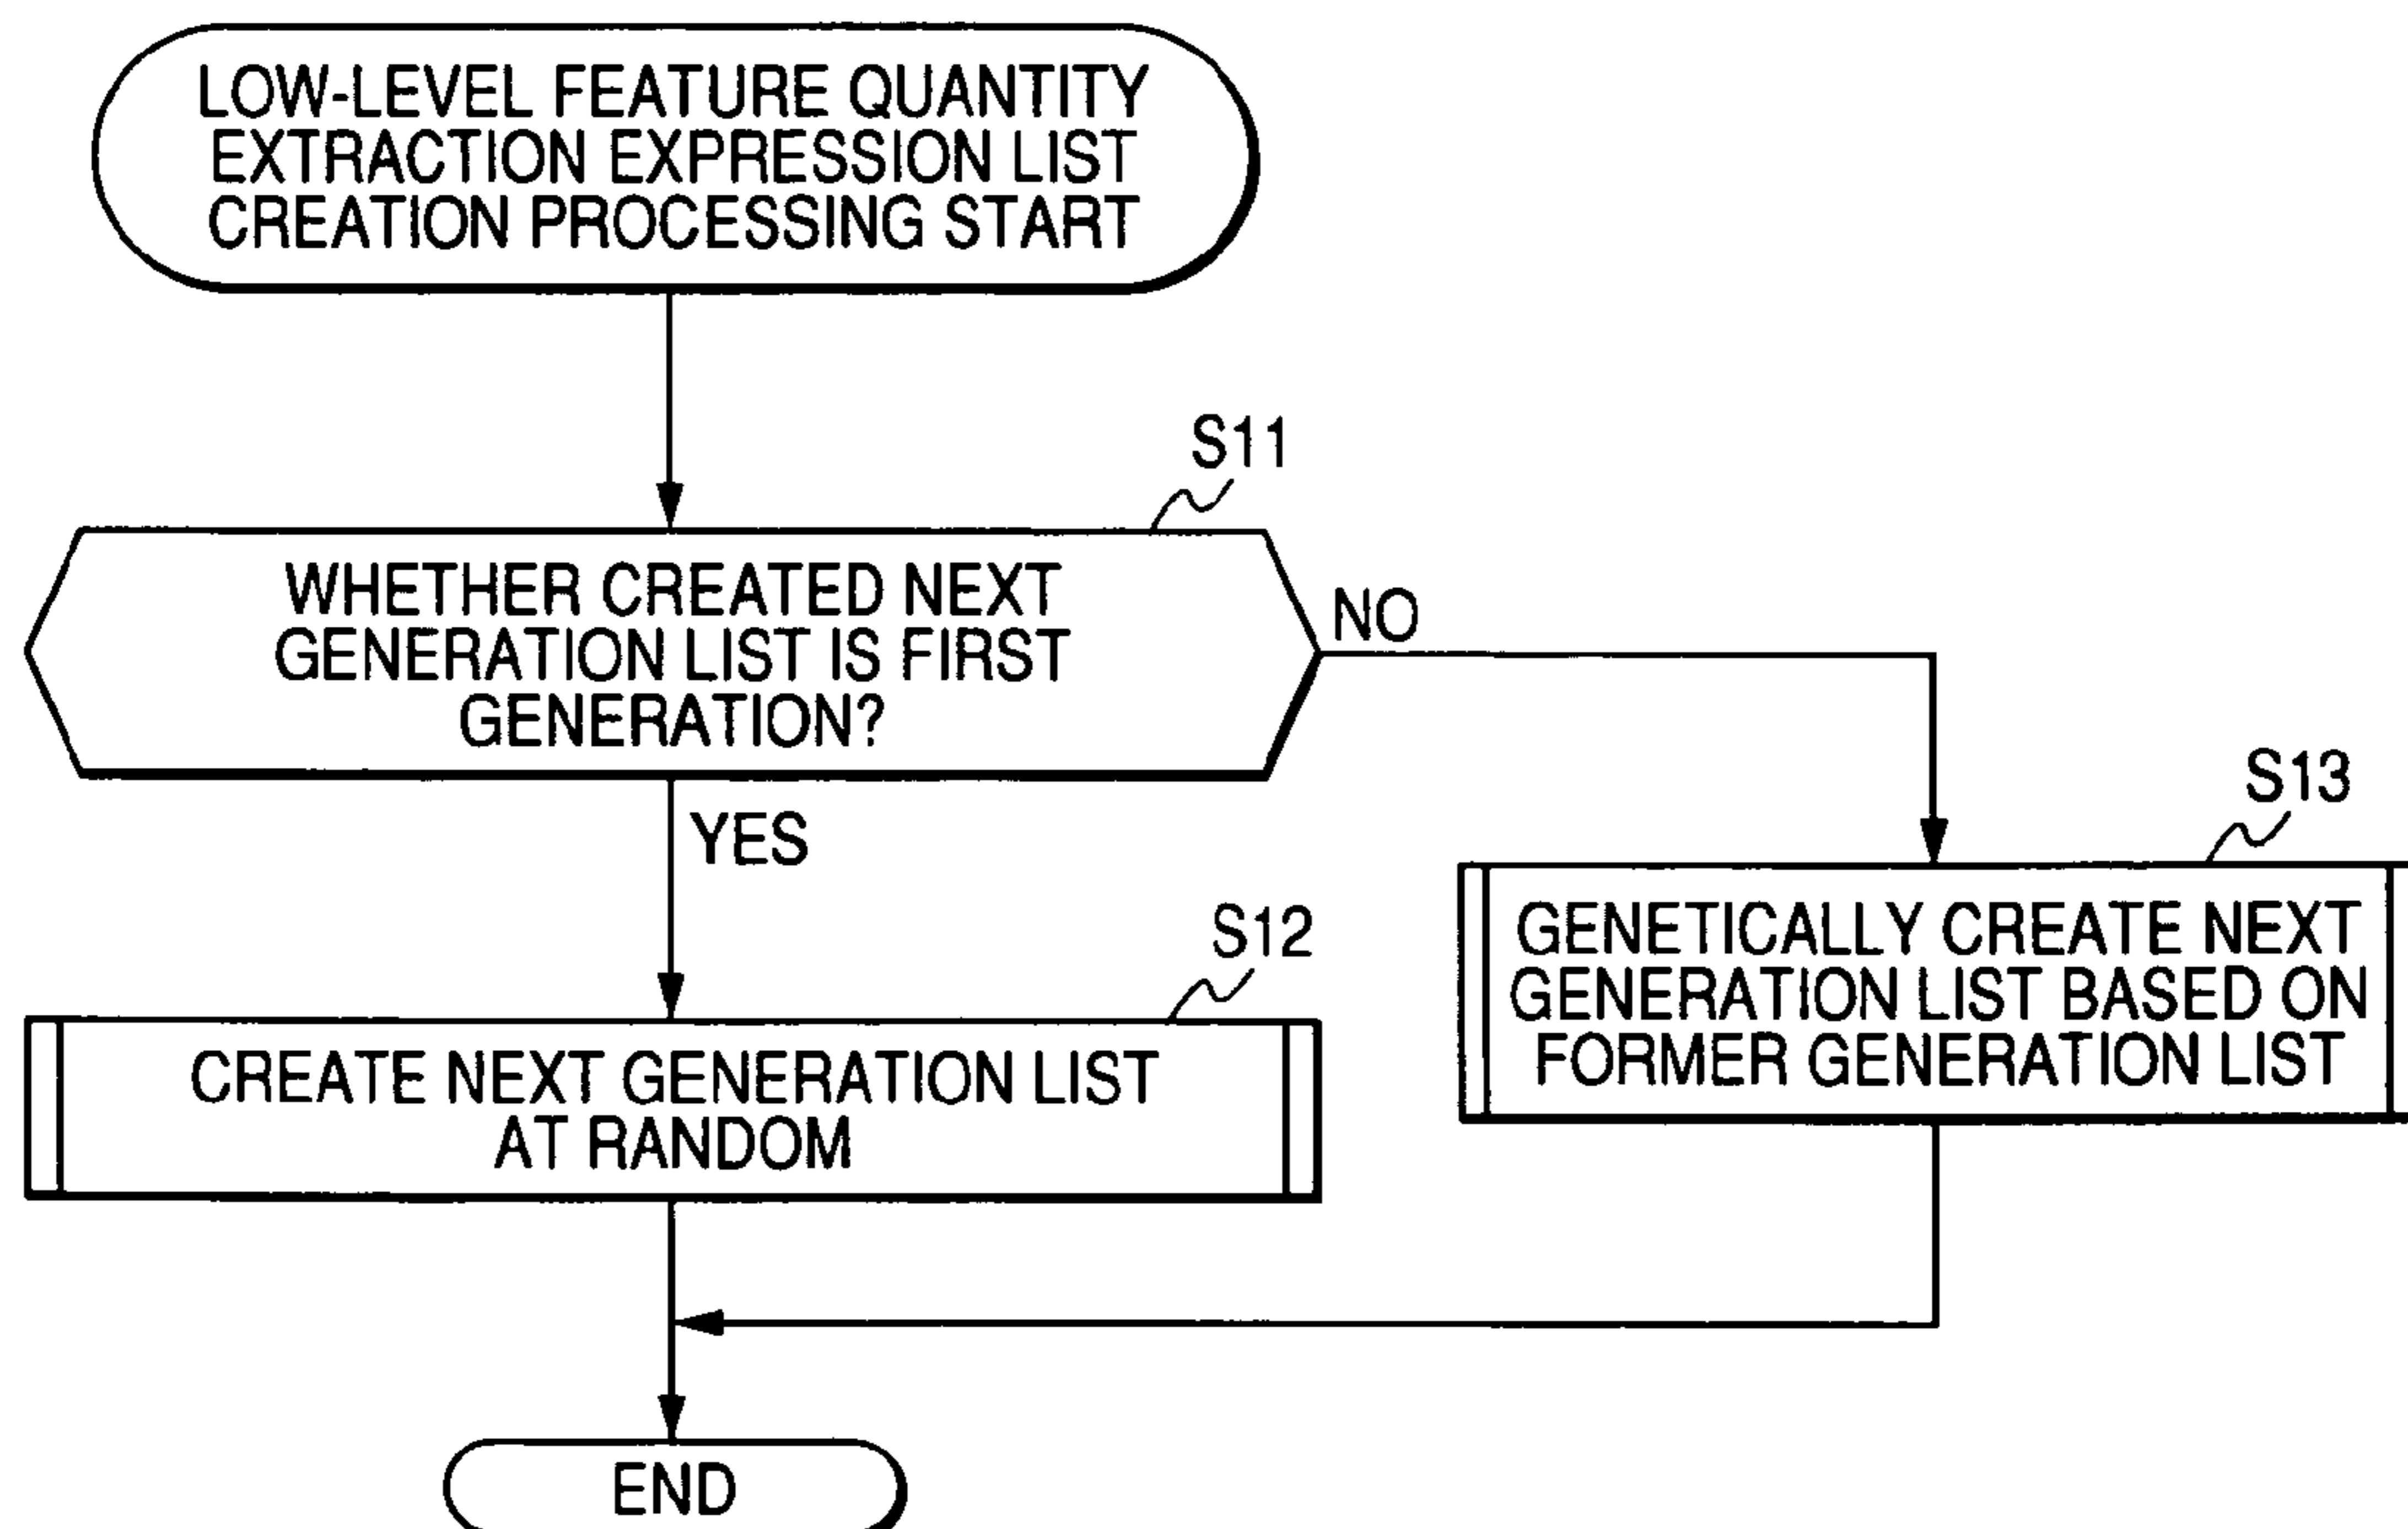 LOW-LEVEL FEATURE QUANTITY
EXTRACTION EXPRESSION LIST
CREATION PROCESSING START
S11
WHETHER CREATED NEXT
GENERATION LIST IS FIRST
GENERATION?
NO
YES
S13
GENETICALLY CREATE NEXT
GENERATION LIST BASED ON
FORMER GENERATION LIST
S12
CREATE NEXT GENERATION LIST
AT RANDOM
END